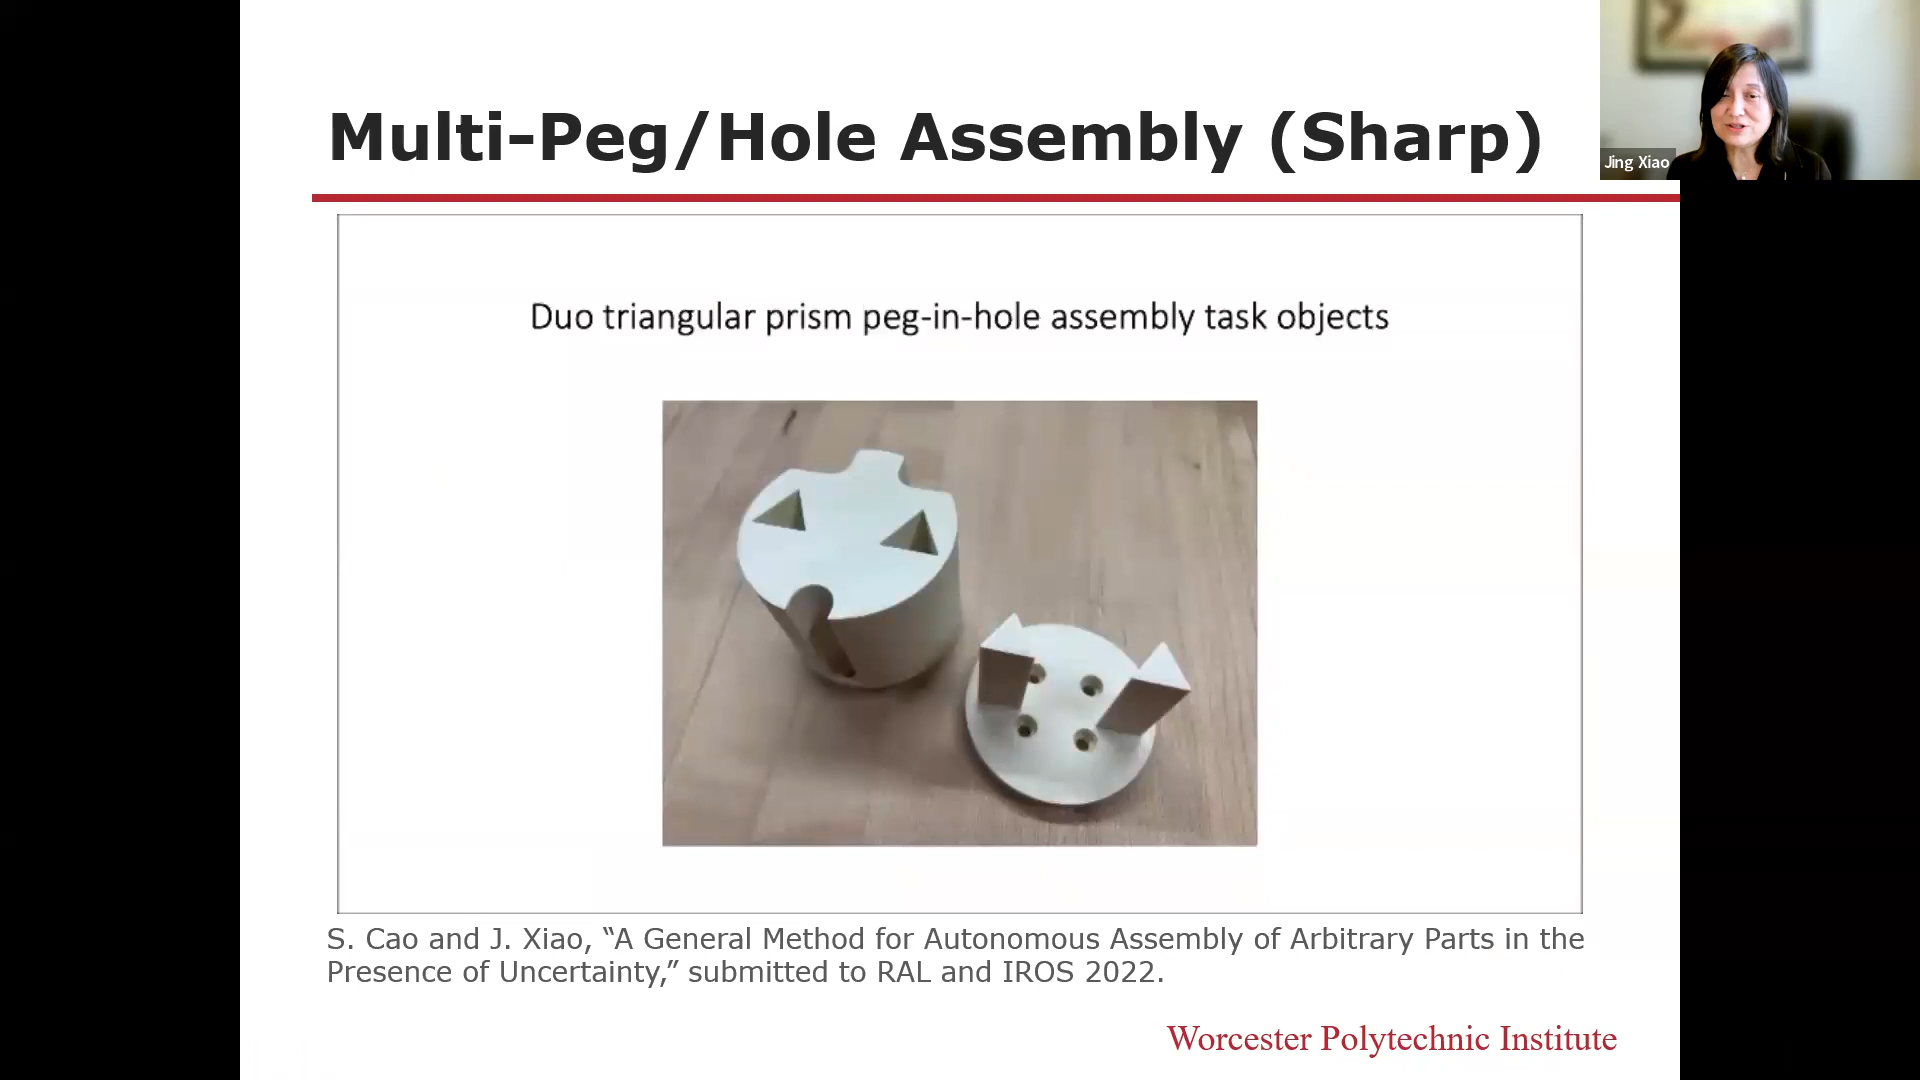 Multi-Peg/Hole Assembly (Sharp)
Jing Xiao
Duo triangular prism peg-in-hole assembly task objects
S. Cao and J. Xiao, “A General Method for Autonomous Assembly of Arbitrary Parts in the
Presence of Uncertainty,” submitted to RAL and IROS 2022.
Worcester Polytechnic Institute